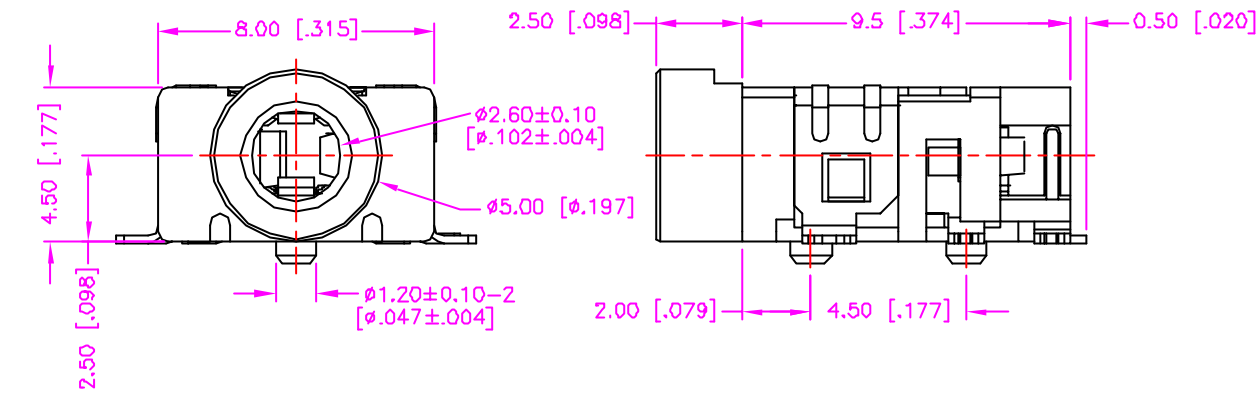 8.00 [.315]
2.50 [.098]
9.5 [.374]
0.50 [.020]
4.50 [.177]
ø2.60±0.10
[ø.102±.004]
ø5.00 [ø.197]
2.50 [.098]
ø1.20±0.10-2
[ø.047±.004]
2.00 [.079]
4.50 [.177]